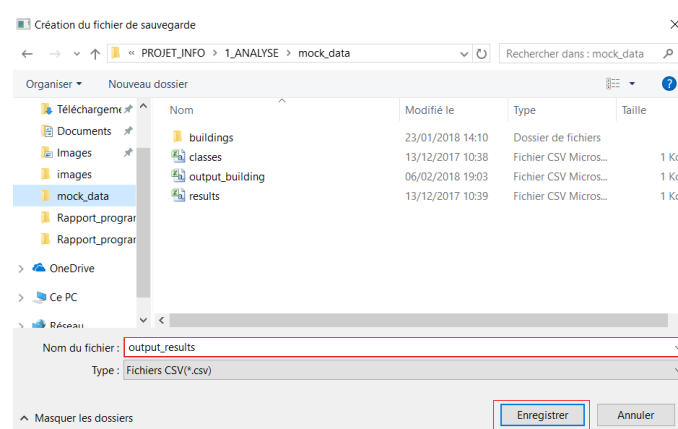 Création du fichier de sauvegarde
« PROJET_INFO > 1_ANALYSE > mock_data
Rechercher dans : mock_data
Organiser
Nouveau dossier
?
Nom
Modifié le
Type
Taille
Téléchargeme
Documents
Images
images
mock_data
Rapport_prograr
Rapport_prograr
OneDrive
Ce PC
Réseau
buildings
23/01/2018 14:10
Dossier de fichiers
classes
13/12/2017 10:38
Fichier CSV Micros...
1 Kc
output_building
06/02/2018 19:03
Fichier CSV Micros...
1 Kc
results
13/12/2017 10:39
Fichier CSV Micros...
1 Kc
Nom du fichier : output_results
Type : Fichiers CSV(*.csv)
Masquer les dossiers
Enregistrer
Annuler